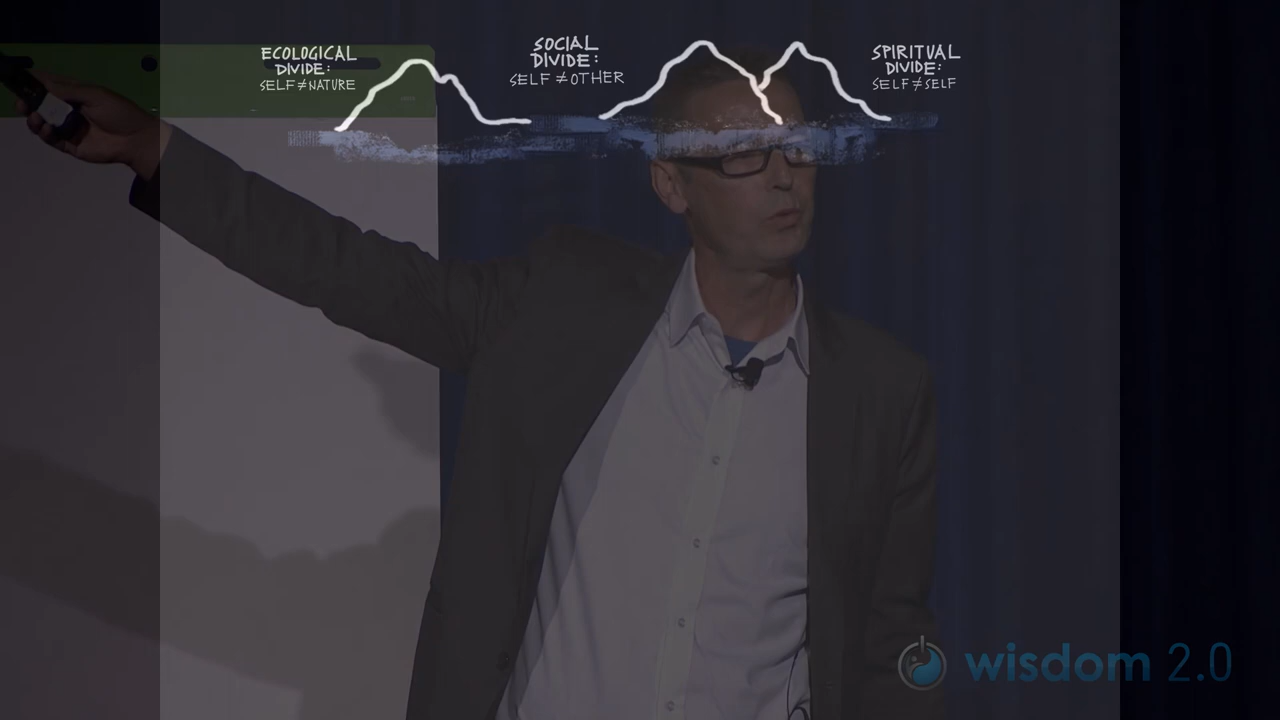 ECOLOGICAL
DIVIDE:
SELF ≠ NATURE
SOCIAL
DIVIDE:
SELF ≠ OTHER
SPIRITUAL
DIVIDE:
SELF ≠ SELF
wisdom 2.0